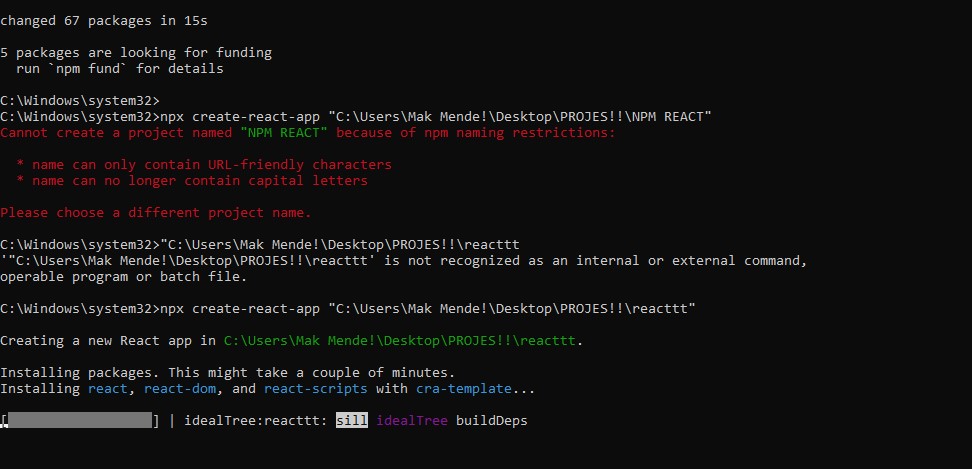 changed 67 packages in 15s
5 packages are looking for funding
run `npm fund` for details
C:\Windows\system32>
C:\Windows\system32>npx create-react-app "C:\Users\Mak Mende!\Desktop\PROJES!!\NPM REACT"
Cannot create a project named "NPM REACT" because of npm naming restrictions:
* name can only contain URL-friendly characters
* name can no longer contain capital letters
Please choose a different project name.
C:\Windows\system32>"C:\Users\Mak Mende!\Desktop\PROJES!!\reacttt
'"C:\Users\Mak Mende!\Desktop\PROJES!!\reacttt' is not recognized as an internal or external command,
operable program or batch file.
C:\Windows\system32>npx create-react-app "C:\Users\Mak Mende!\Desktop\PROJES!!\reacttt"
Creating a new React app in C:\Users\Mak Mende!\Desktop\PROJES!!\reacttt.
Installing packages. This might take a couple of minutes.
Installing react, react-dom, and react-scripts with cra-template...
[                  ] | idealTree:reacttt: sill idealTree buildDeps